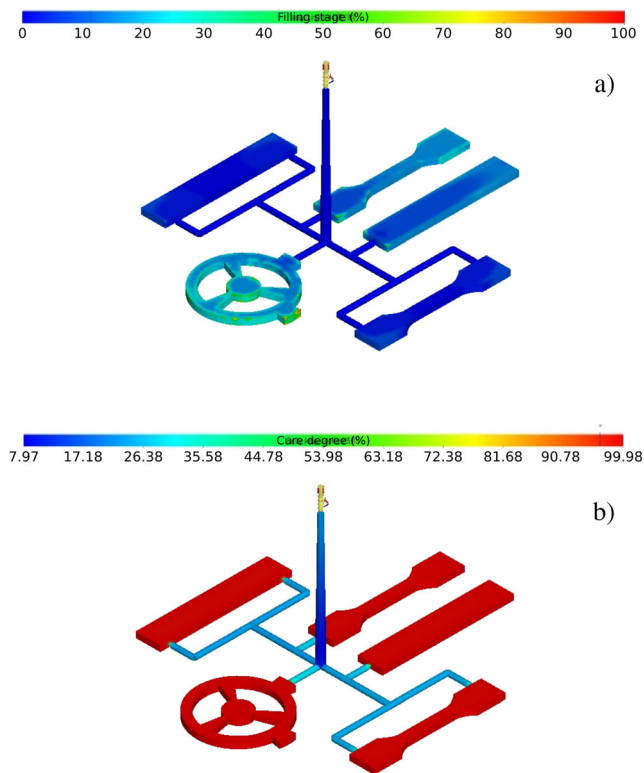 Filling stage (%)
0 10 20 30 40 50 60 70 80 90 100
a)
Cure degree (%)
7.97 17.18 26.38 35.58 44.78 53.98 63.18 72.38 81.68 90.78 99.98
b)